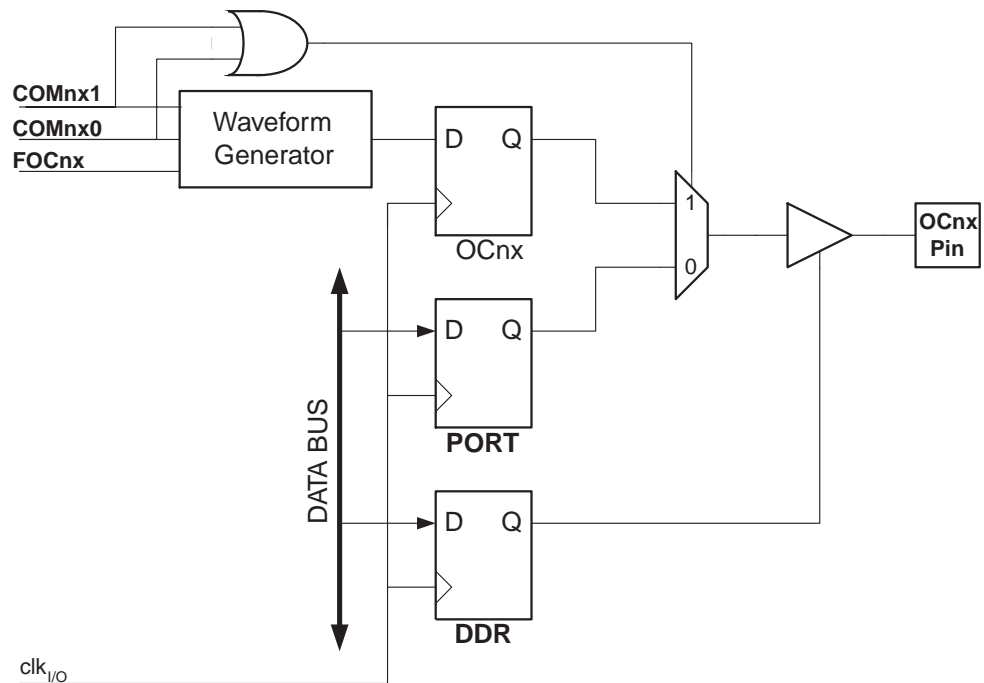 COMnx1
COMnx0
FOCnx
Waveform
Generator
D Q
OCnx
1
0
OCnx
Pin
D Q
PORT
DATA BUS
D Q
DDR
clkI/O